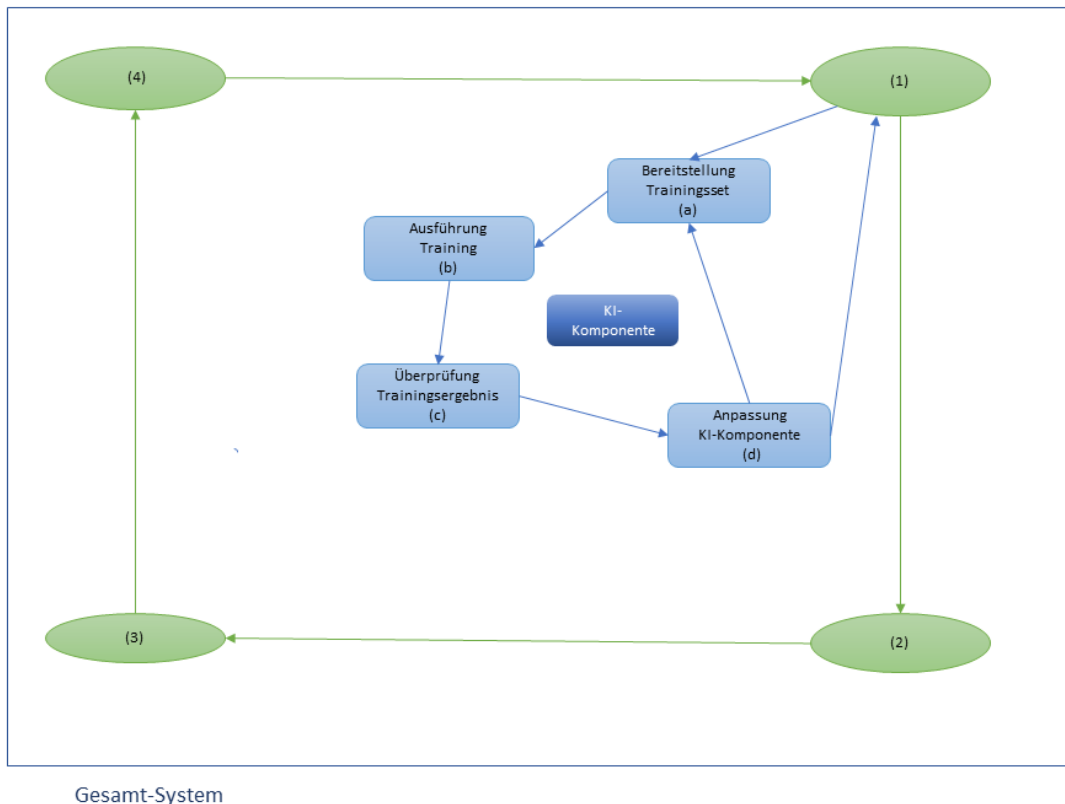 (4)
(1)
Bereitstellung
Trainingsset
(a)
Ausführung
Training
(b)
KI-
Komponente
Überprüfung
Trainingsergebnis
(c)
Anpassung
KI-Komponente
(d)
(3)
(2)
Gesamt-System